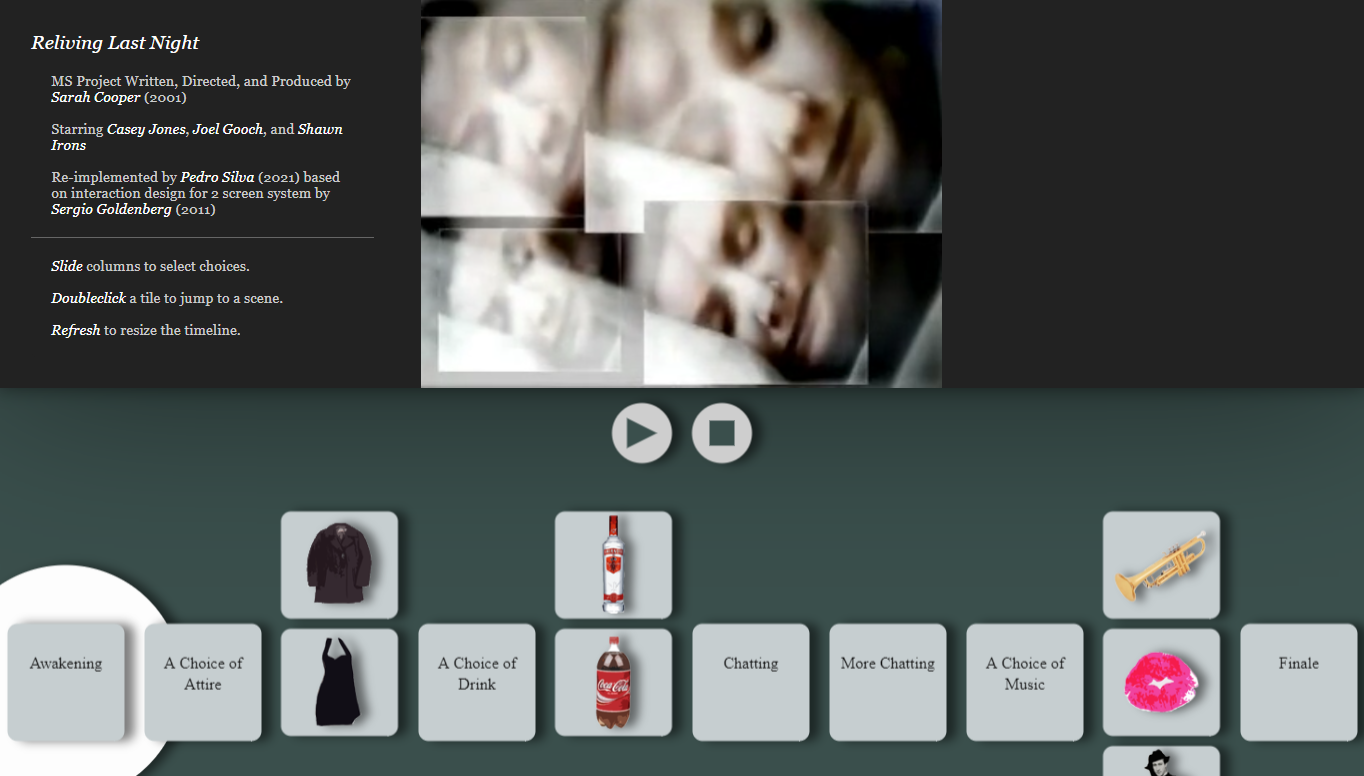 Reliving Last Night
MS Project Written, Directed, and Produced by
Sarah Cooper (2001)
Starring Casey Jones, Joel Gooch, and Shawn
Irons
Re-implemented by Pedro Silva (2021) based
on interaction design for 2 screen system by
Sergio Goldenberg (2011)
Slide columns to select choices.
Doubleclick a tile to jump to a scene.
Refresh to resize the timeline.
Awakening
A Choice of
Attire
A Choice of
Drink
Coca-Cola
Chatting
More Chatting
A Choice of
Music
Finale